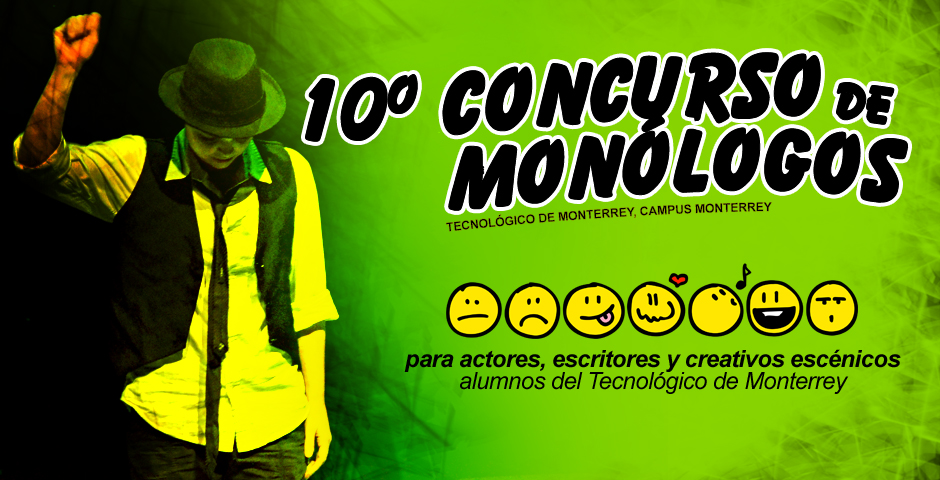 10º CONCURSO DE
MONÓLOGOS
TECNOLÓGICO DE MONTERREY, CAMPUS MONTERREY
para actores, escritores y creativos escénicos
alumnos del Tecnológico de Monterrey